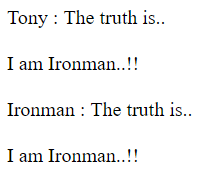 Tony : The truth is..
I am Ironman..!!
Ironman : The truth is..
I am Ironman..!!